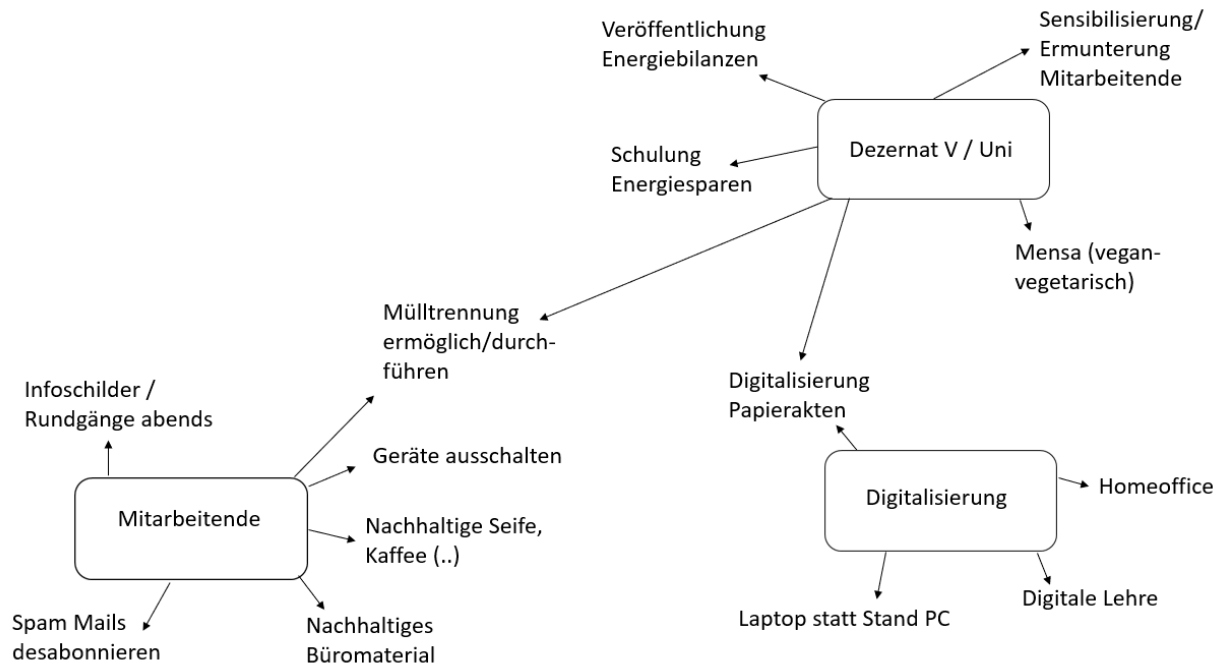 Veröffentlichung
Energiebilanzen
Sensibilisierung/
Ermunterung
Mitarbeitende
Dezernat V / Uni
Schulung
Energiesparen
Mensa (vegan-
vegetarisch)
Mülltrennung
ermöglich/durch-
führen
Infoschilder /
Rundgänge abends
Digitalisierung
Papierakten
Geräte ausschalten
Mitarbeitende
Nachhaltige Seife,
Kaffee (..)
Spam Mails
desabonnieren
Nachhaltiges
Büromaterial
Digitalisierung
Homeoffice
Laptop statt Stand PC
Digitale Lehre